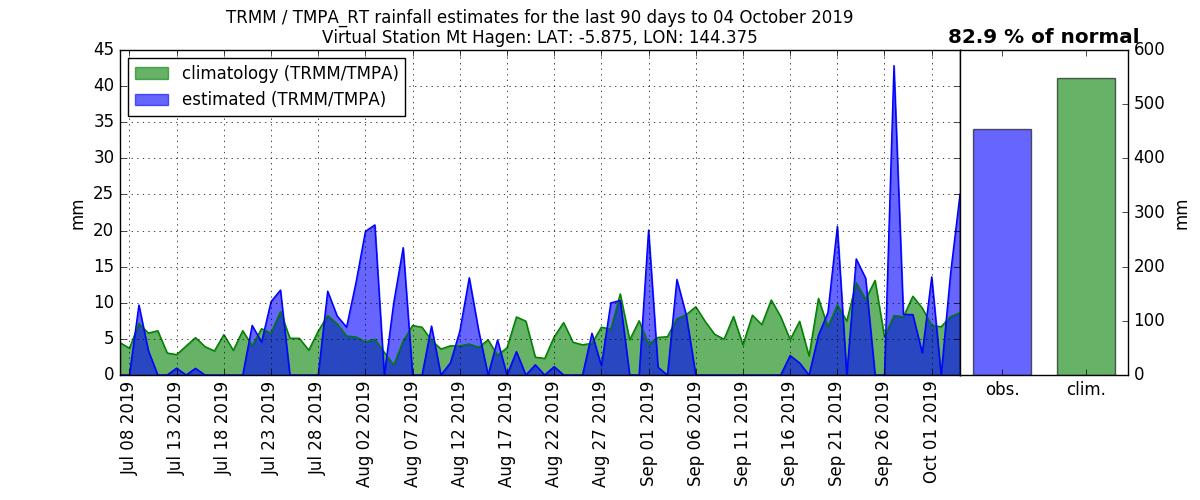 TRMM / TMPA_RT rainfall estimates for the last 90 days to 04 October 2019
Virtual Station Mt Hagen: LAT: -5.875, LON: 144.375
82.9 % of normal
climatology (TRMM/TMPA)
estimated (TRMM/TMPA)
45
40
35
30
25
20
15
10
5
0
mm
Jul 08 2019
Jul 13 2019
Jul 18 2019
Jul 23 2019
Jul 28 2019
Aug 02 2019
Aug 07 2019
Aug 12 2019
Aug 17 2019
Aug 22 2019
Aug 27 2019
Sep 01 2019
Sep 06 2019
Sep 11 2019
Sep 16 2019
Sep 21 2019
Sep 26 2019
Oct 01 2019
obs.
clim.
600
500
400
300
200
100
0
mm